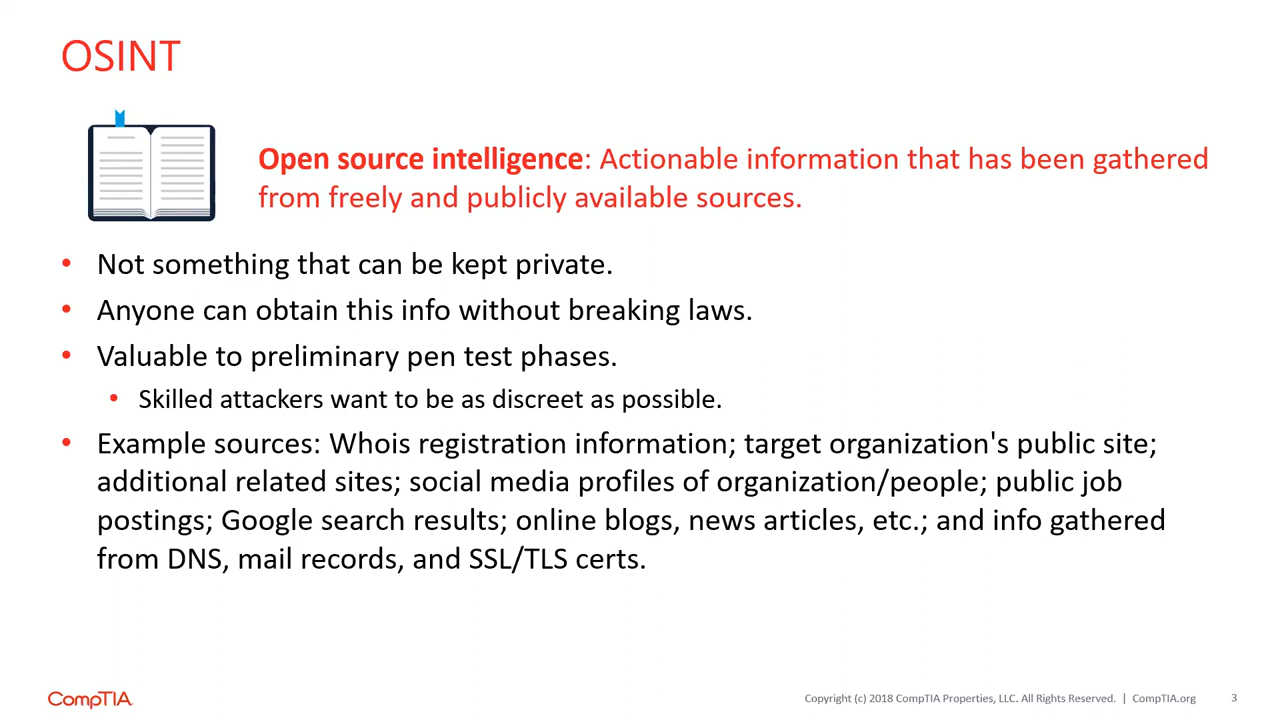 OSINT
Open source intelligence: Actionable information that has been gathered
from freely and publicly available sources.
• Not something that can be kept private.
• Anyone can obtain this info without breaking laws.
• Valuable to preliminary pen test phases.
• Skilled attackers want to be as discreet as possible.
• Example sources: Whois registration information; target organization's public site;
additional related sites; social media profiles of organization/people; public job
postings; Google search results; online blogs, news articles, etc.; and info gathered
from DNS, mail records, and SSL/TLS certs.
CompTIA.
Copyright (c) 2018 CompTIA Properties, LLC. All Rights Reserved. | CompTIA.org 3